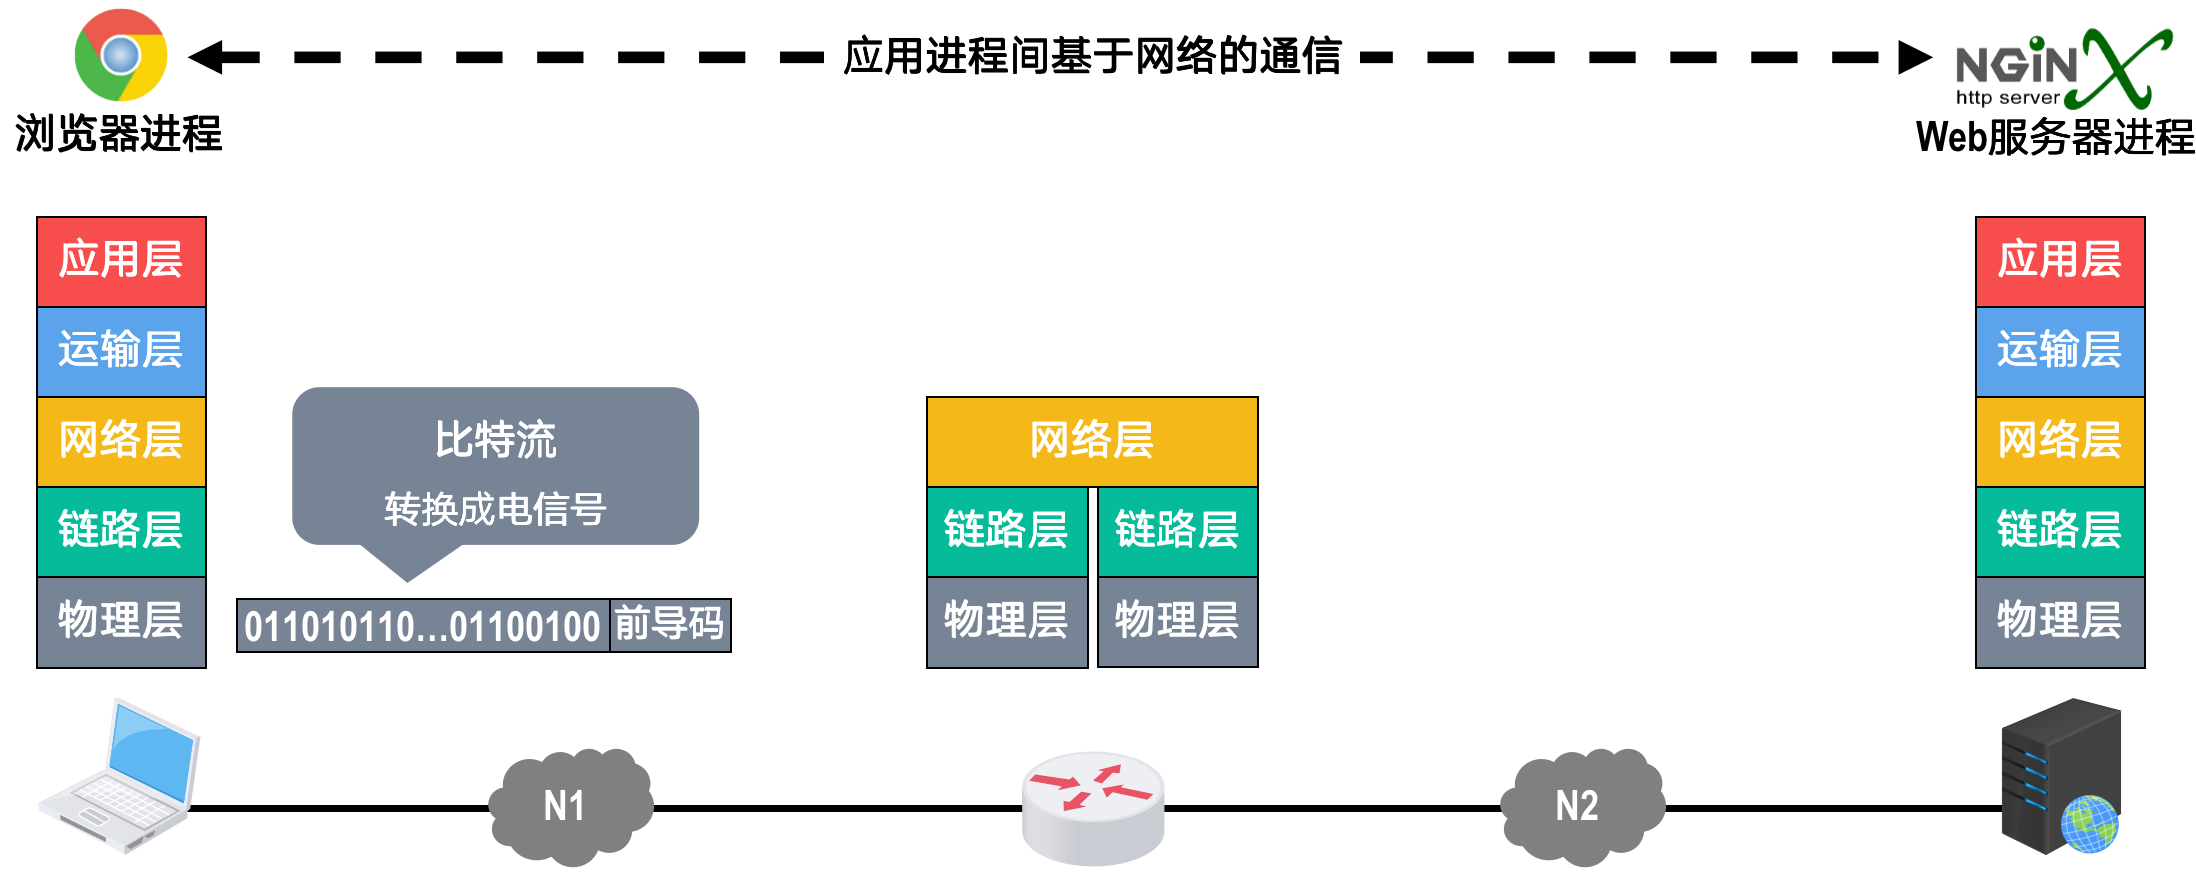 应用进程间基于网络的通信
NGiNX
http server
浏览器进程
Web服务器进程
应用层
运输层
网络层
链路层
物理层
比特流
转换成电信号
011010110...01100100 前导码
网络层
链路层 链路层
物理层 物理层
应用层
运输层
网络层
链路层
物理层
N1
N2